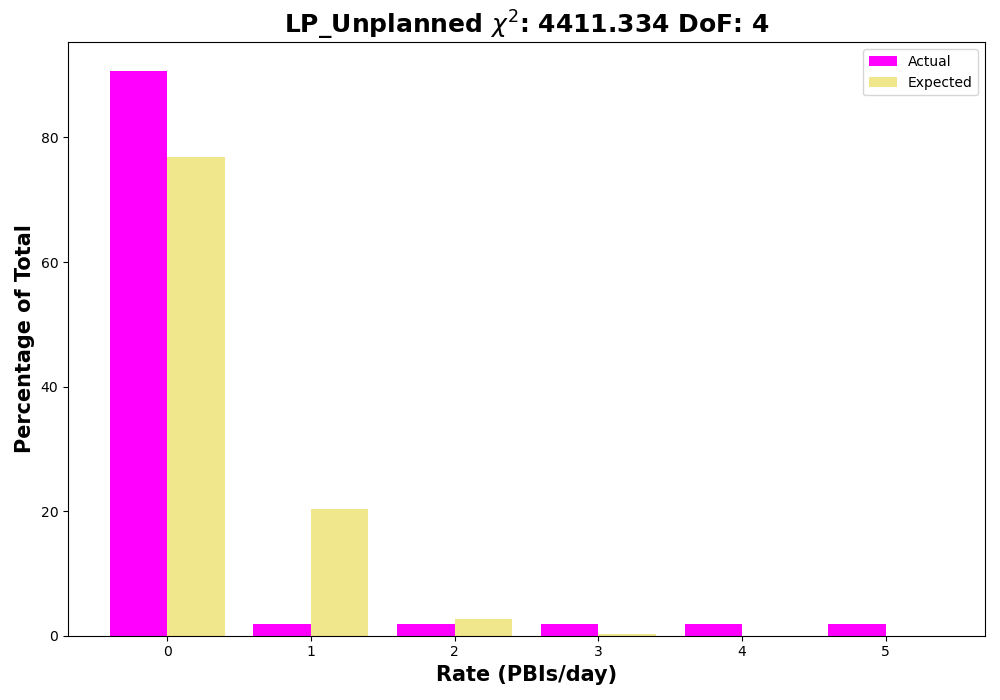 LP_Unplanned χ²: 4411.334 DoF: 4
Actual
Expected
Percentage of Total
80
60
40
20
0
0 1 2 3 4 5
Rate (PBIs/day)